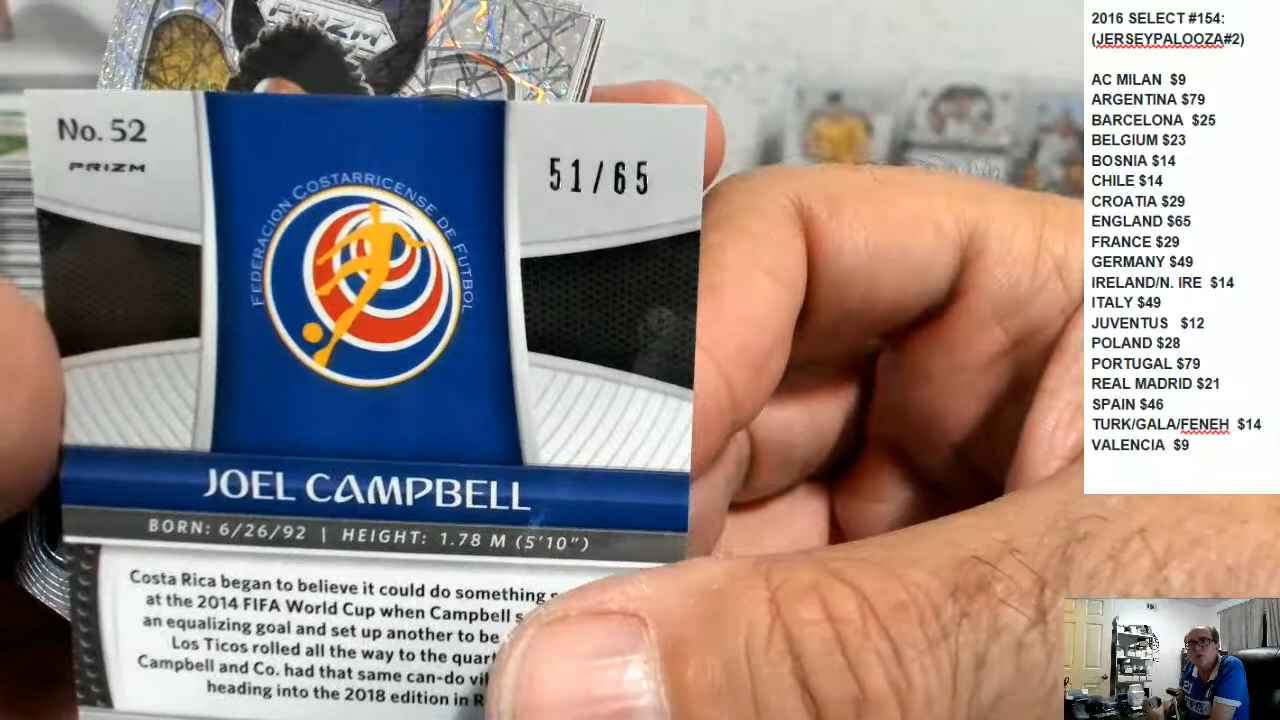 PRIZM
No. 52
PRIZM
51/65
FEDERACION COSTARRICENSE DE FUTBOL
JOEL CAMPBELL
BORN: 6/26/92 | HEIGHT: 1.78 M (5'10")
Costa Rica began to believe it could do something
at the 2014 FIFA World Cup when Campbell
an equalizing goal and set up another to be
Los Ticos rolled all the way to the
Campbell and Co. had that same can-do
heading into the 2018 edition in
2016 SELECT #154:
(JERSEYPALOOZA#2)
AC MILAN $9
ARGENTINA $79
BARCELONA $25
BELGIUM $23
BOSNIA $14
CHILE $14
CROATIA $29
ENGLAND $65
FRANCE $29
GERMANY $49
IRELAND/N. IRE $14
ITALY $49
JUVENTUS $12
POLAND $28
PORTUGAL $79
REAL MADRID $21
SPAIN $46
TURK/GALA/FENEH $14
VALENCIA $9